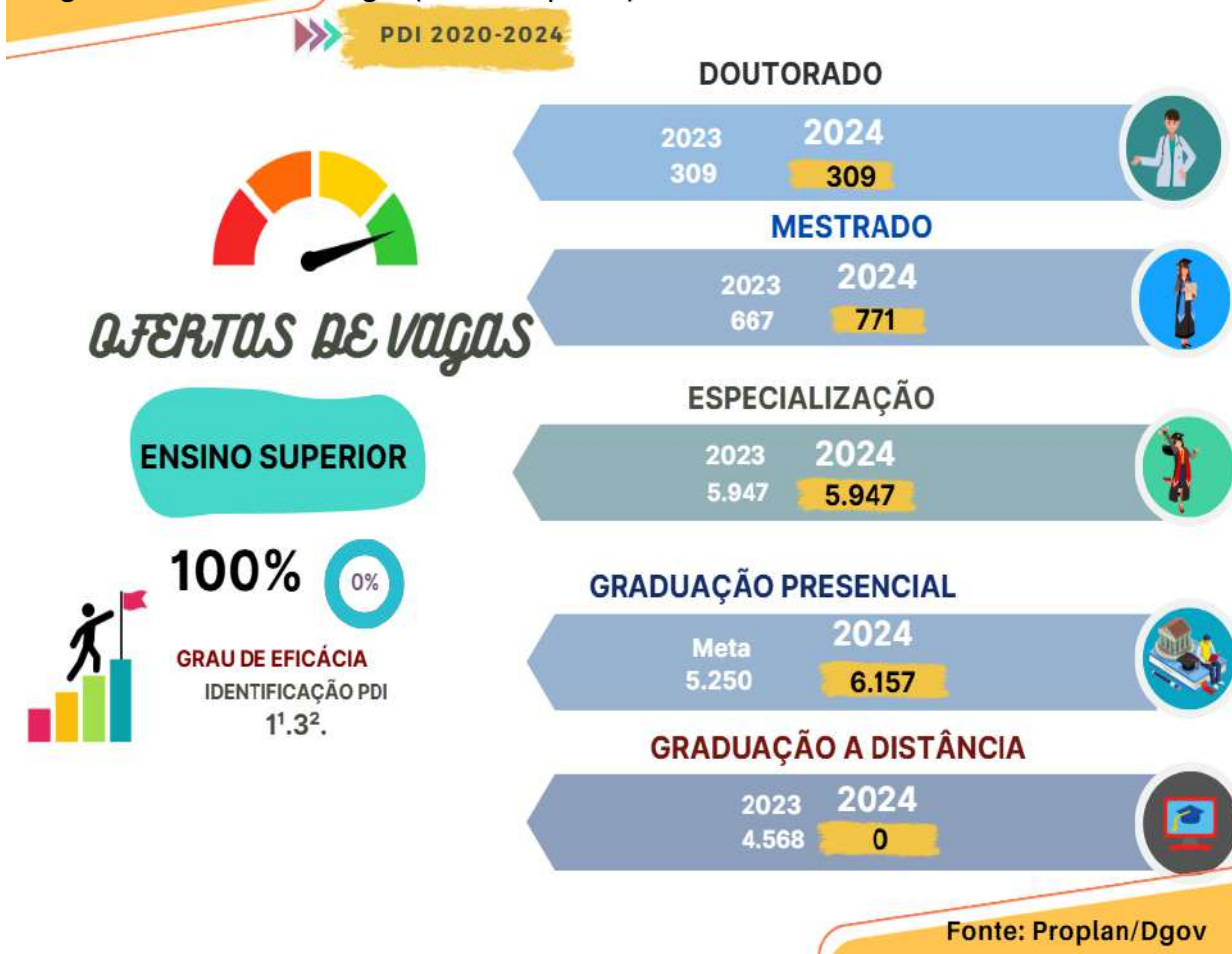 PDI 2020-2024
DOUTORADO
2023 2024
309 309
MESTRADO
2023 2024
667 771
OFERTAS DE VAGAS
ESPECIALIZAÇÃO
2023 2024
5.947 5.947
ENSINO SUPERIOR
100% 0%
GRAU DE EFICÁCIA
IDENTIFICAÇÃO PDI
1¹.3².
GRADUAÇÃO PRESENCIAL
Meta 2024
5.250 6.157
GRADUAÇÃO A DISTÂNCIA
2023 2024
4.568 0
Fonte: Proplan/Dgov